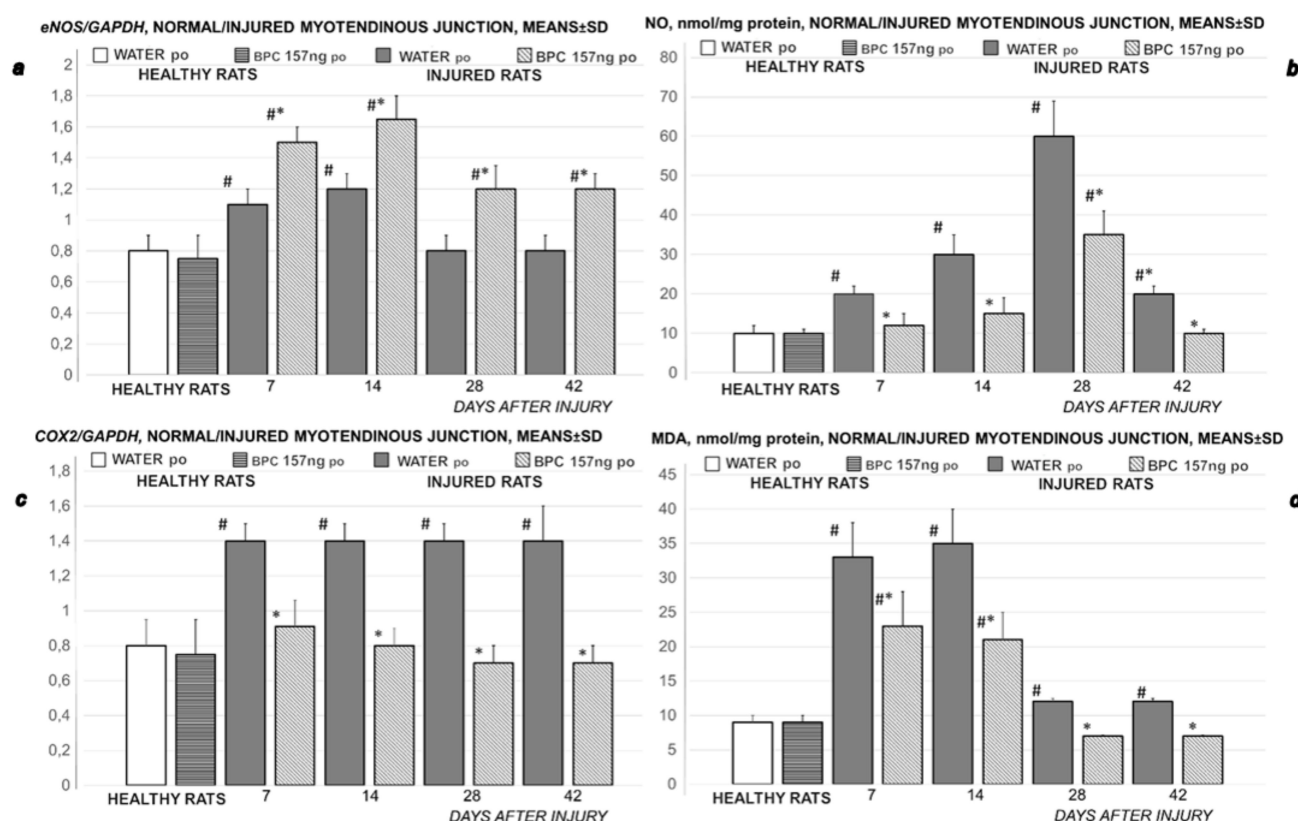 a
eNOS/GAPDH, NORMAL/INJURED MYOTENDINOUS JUNCTION, MEANS±SD
WATER po BPC 157ng po WATER po BPC 157ng po
HEALTHY RATS INJURED RATS
2
1,8
1,6
1,4
1,2
1
0,8
0,6
0,4
0,2
0
# #* # #* #* #*
HEALTHY RATS 7 14 28 42
DAYS AFTER INJURY
b
NO, nmol/mg protein, NORMAL/INJURED MYOTENDINOUS JUNCTION, MEANS±SD
WATER po BPC 157ng po WATER po BPC 157ng po
HEALTHY RATS INJURED RATS
80
70
60
50
40
30
20
10
0
# * # * # #* #* *
HEALTHY RATS 7 14 28 42
DAYS AFTER INJURY
c
COX2/GAPDH, NORMAL/INJURED MYOTENDINOUS JUNCTION, MEANS±SD
WATER po BPC 157ng po WATER po BPC 157ng po
HEALTHY RATS INJURED RATS
1,8
1,6
1,4
1,2
1
0,8
0,6
0,4
0,2
0
# * # * # * # *
HEALTHY RATS 7 14 28 42
DAYS AFTER INJURY
d
MDA, nmol/mg protein, NORMAL/INJURED MYOTENDINOUS JUNCTION, MEANS±SD
WATER po BPC 157ng po WATER po BPC 157ng po
HEALTHY RATS INJURED RATS
45
40
35
30
25
20
15
10
5
0
# #* # #* # * # *
HEALTHY RATS 7 14 28 42
DAYS AFTER INJURY